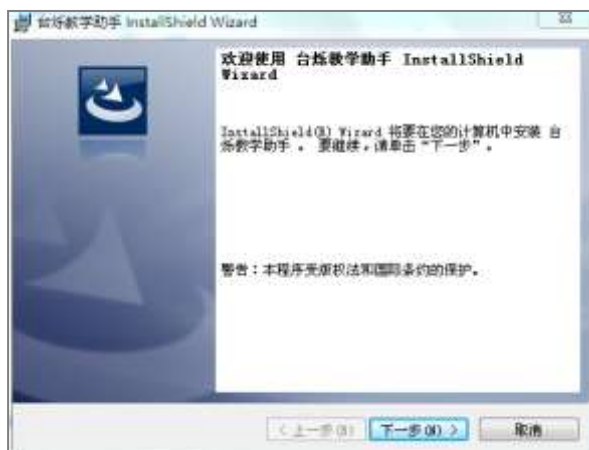 台烁教学助手 InstallShield Wizard
欢迎使用 台烁教学助手 InstallShield
Wizard
InstallShield(R) Wizard 将要在您的计算机中安装 台
烁教学助手 。 要继续，请单击“下一步”。
警告：本程序受版权法和国际条约的保护。
< 上一步(B) 下一步(N) > 取消